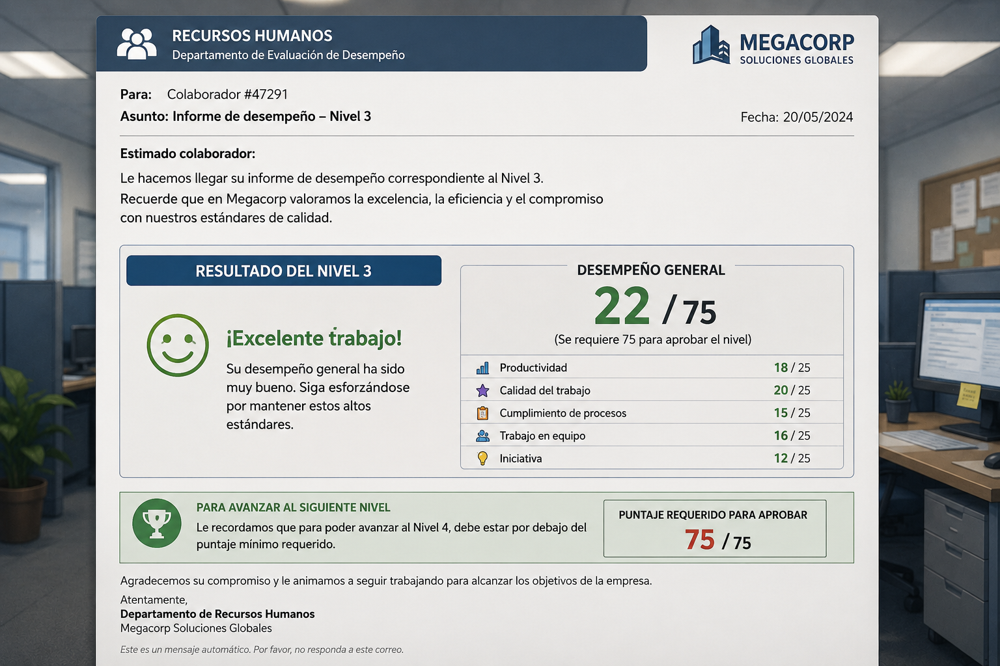 RECURSOS HUMANOS
Departamento de Evaluación de Desempeño
MEGACORP
SOLUCIONES GLOBALES
Para: Colaborador #47291
Asunto: Informe de desempeño – Nivel 3
Fecha: 20/05/2024
Estimado colaborador:
Le hacemos llegar su informe de desempeño correspondiente al Nivel 3.
Recuerde que en Megacorp valoramos la excelencia, la eficiencia y el compromiso
con nuestros estándares de calidad.
RESULTADO DEL NIVEL 3
¡Excelente trabajo!
Su desempeño general ha sido
muy bueno. Siga esforzándose
por mantener estos altos
estándares.
DESEMPEÑO GENERAL
22 / 75
(Se requiere 75 para aprobar el nivel)
Productividad 18 / 25
Calidad del trabajo 20 / 25
Cumplimiento de procesos 15 / 25
Trabajo en equipo 16 / 25
Iniciativa 12 / 25
PARA AVANZAR AL SIGUIENTE NIVEL
Le recordamos que para poder avanzar al Nivel 4, debe estar por debajo del
puntaje mínimo requerido.
PUNTAJE REQUERIDO PARA APROBAR
75 / 75
Agradecemos su compromiso y le animamos a seguir trabajando para alcanzar los objetivos de la empresa.
Atentamente,
Departamento de Recursos Humanos
Megacorp Soluciones Globales
Este es un mensaje automático. Por favor, no responda a este correo.